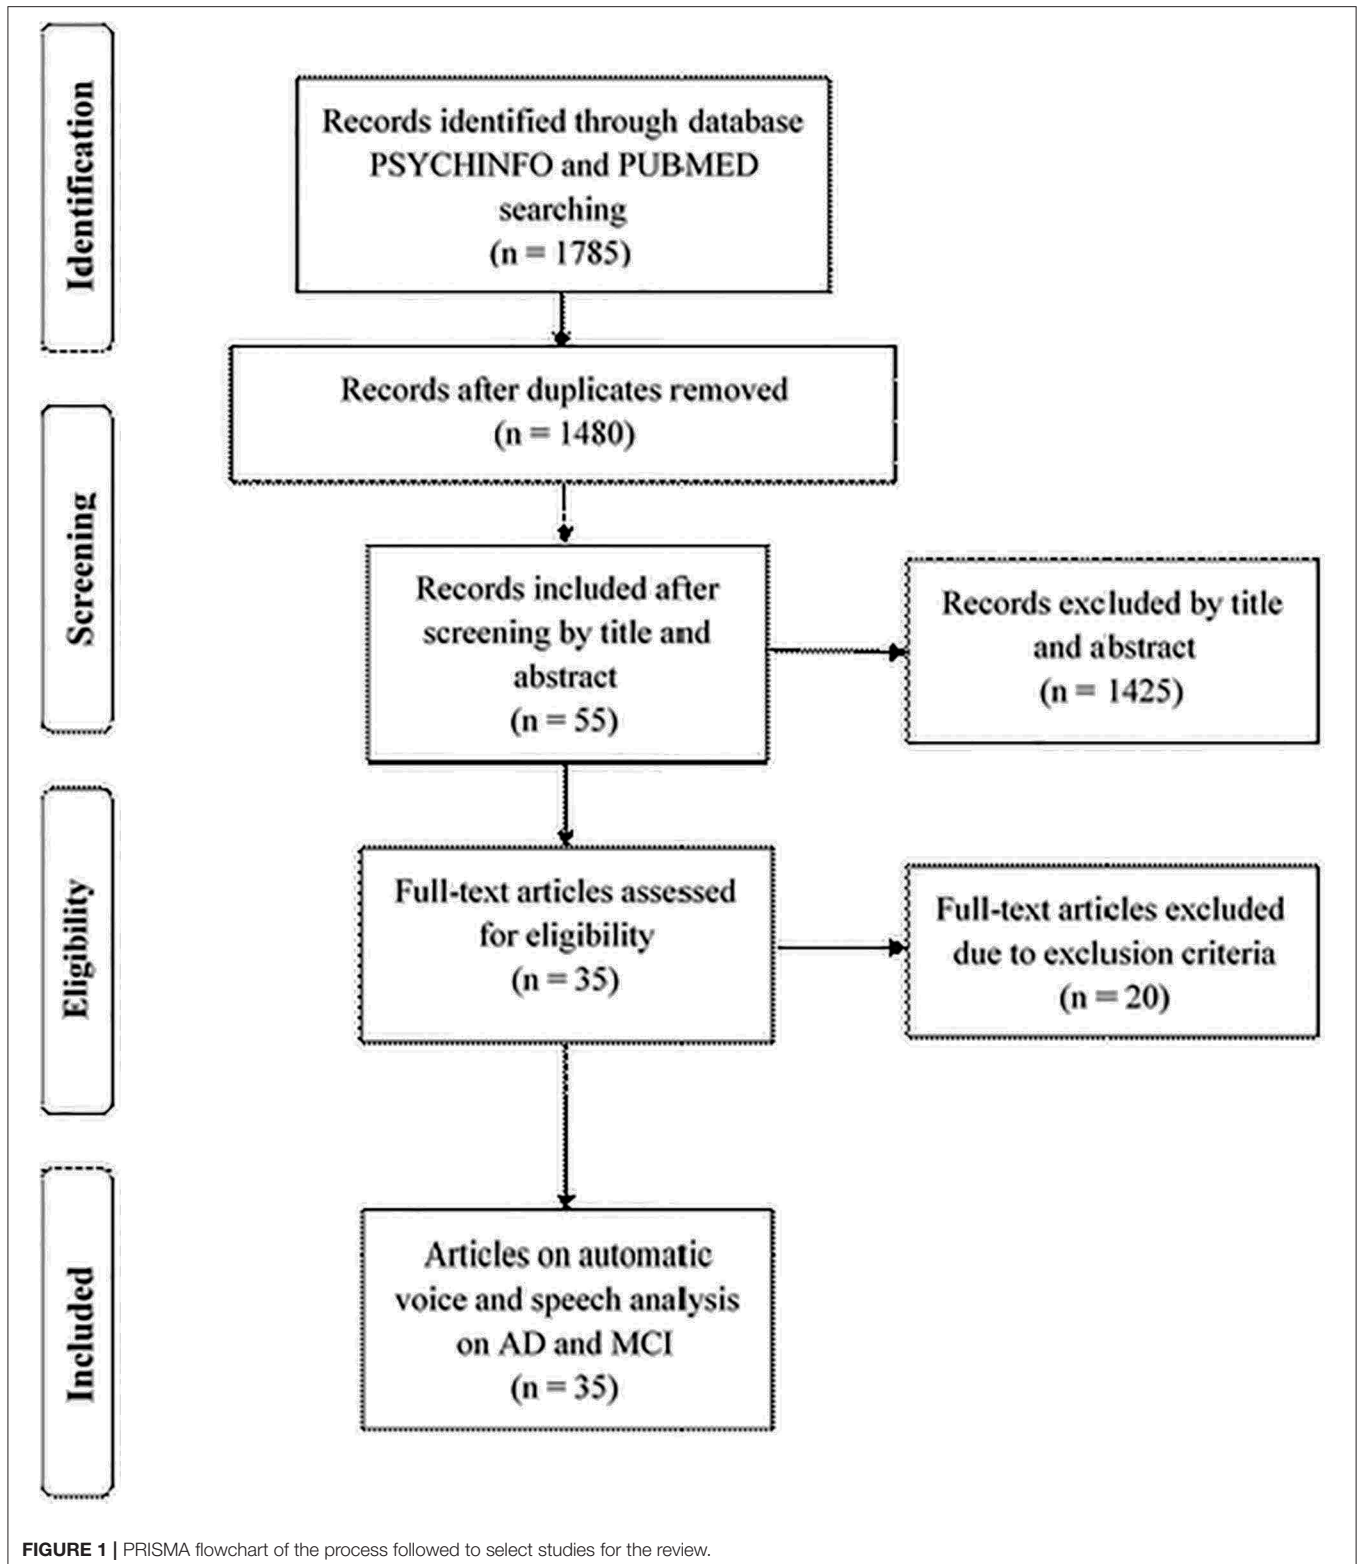 Identification
Records identified through database
PSYCHINFO and PUBMED
searching
(n = 1785)
Records after duplicates removed
(n = 1480)
Screening
Records included after
screening by title and
abstract
(n = 55)
Records excluded by title
and abstract
(n = 1425)
Eligibility
Full-text articles assessed
for eligibility
(n = 35)
Full-text articles excluded
due to exclusion criteria
(n = 20)
Included
Articles on automatic
voice and speech analysis
on AD and MCI
(n = 35)
FIGURE 1 | PRISMA flowchart of the process followed to select studies for the review.